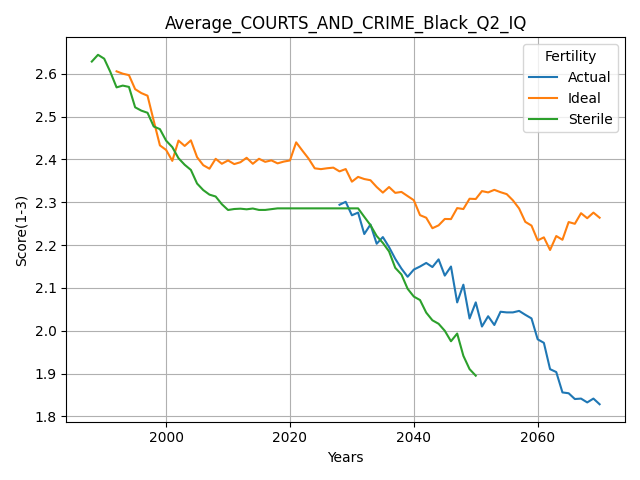 Average_COURTS_AND_CRIME_Black_Q2_IQ
Fertility
Actual
Ideal
Sterile
Score(1-3)
2.6
2.5
2.4
2.3
2.2
2.1
2.0
1.9
1.8
2000 2020 2040 2060
Years